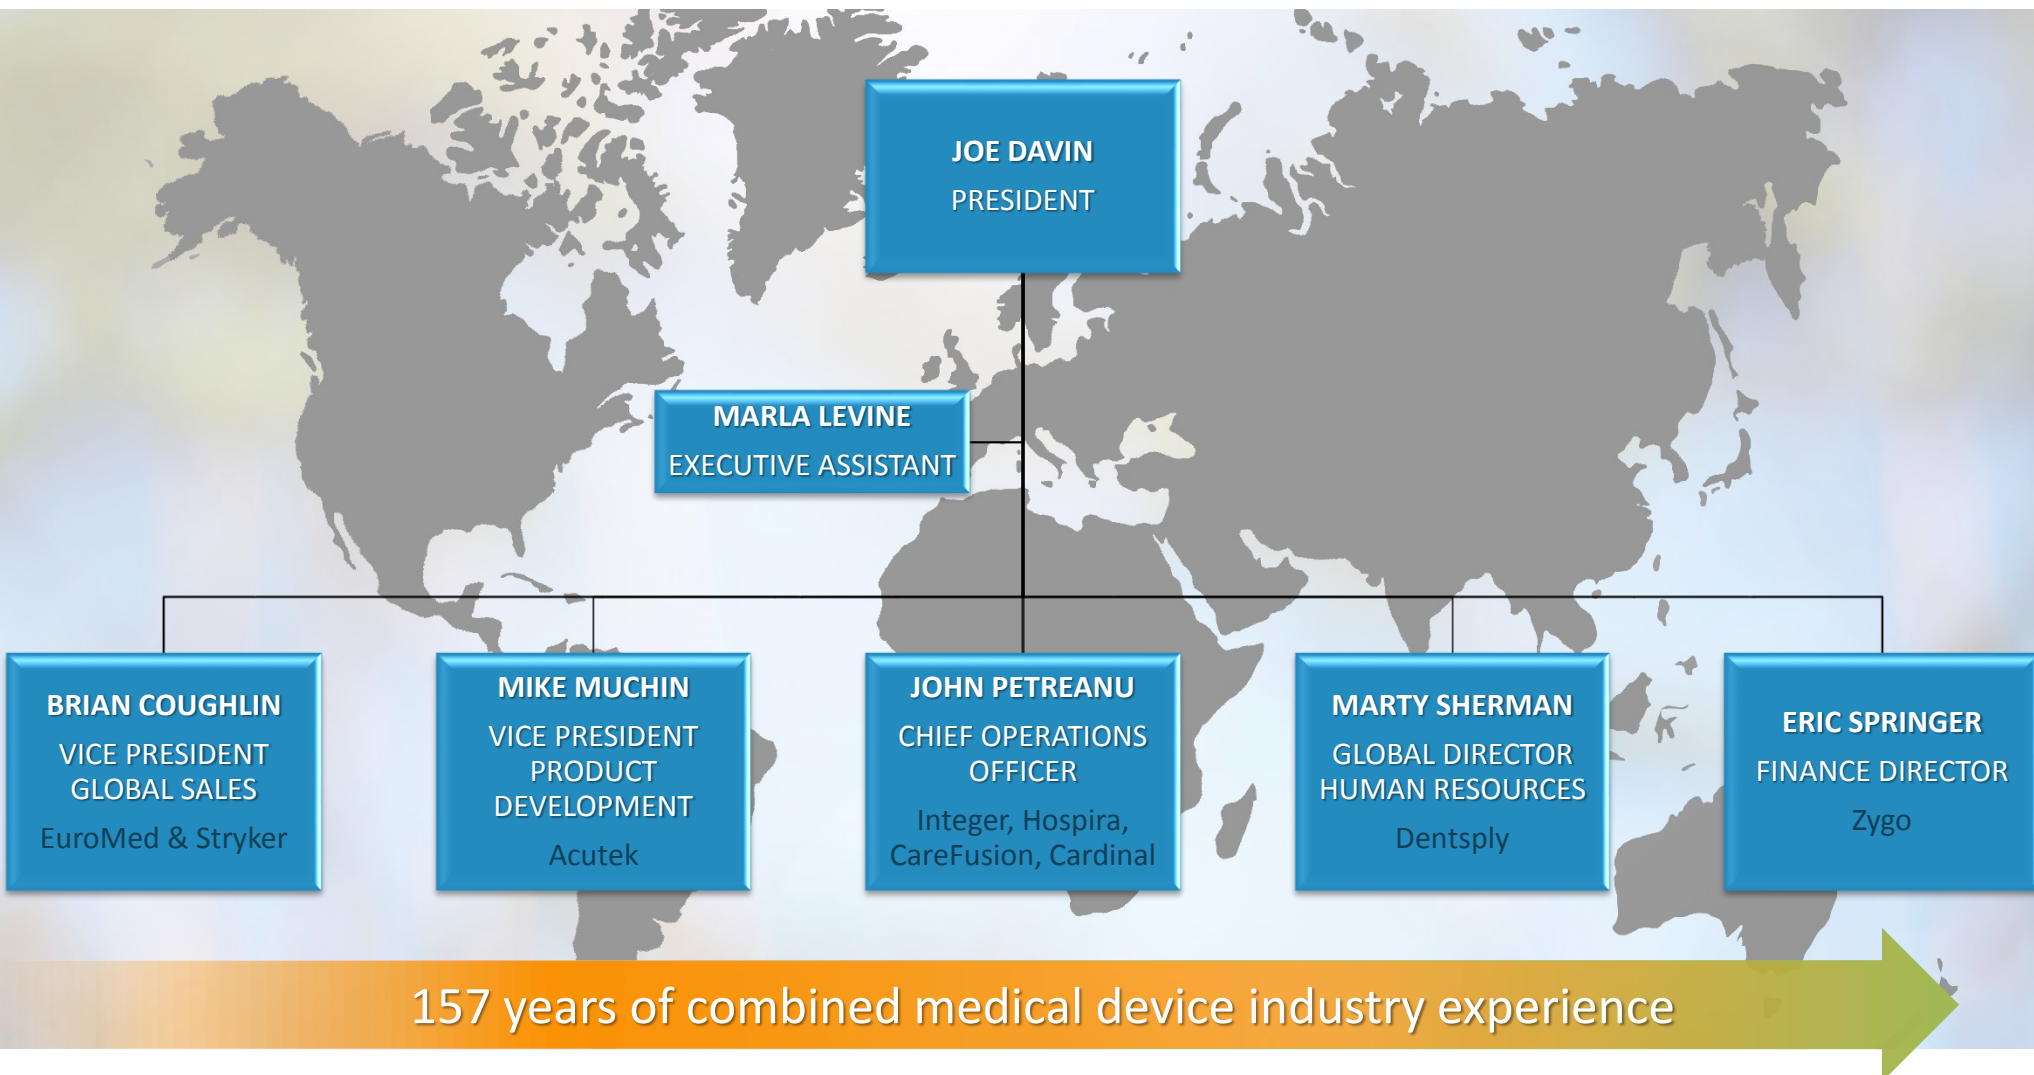 JOE DAVIN
PRESIDENT
MARLA LEVINE
EXECUTIVE ASSISTANT
BRIAN COUGHLIN
VICE PRESIDENT
GLOBAL SALES
EuroMed & Stryker
MIKE MUCHIN
VICE PRESIDENT
PRODUCT
DEVELOPMENT
Acutek
JOHN PETREANU
CHIEF OPERATIONS
OFFICER
Integer, Hospira,
CareFusion, Cardinal
MARTY SHERMAN
GLOBAL DIRECTOR
HUMAN RESOURCES
Dentsply
ERIC SPRINGER
FINANCE DIRECTOR
Zygo
157 years of combined medical device industry experience